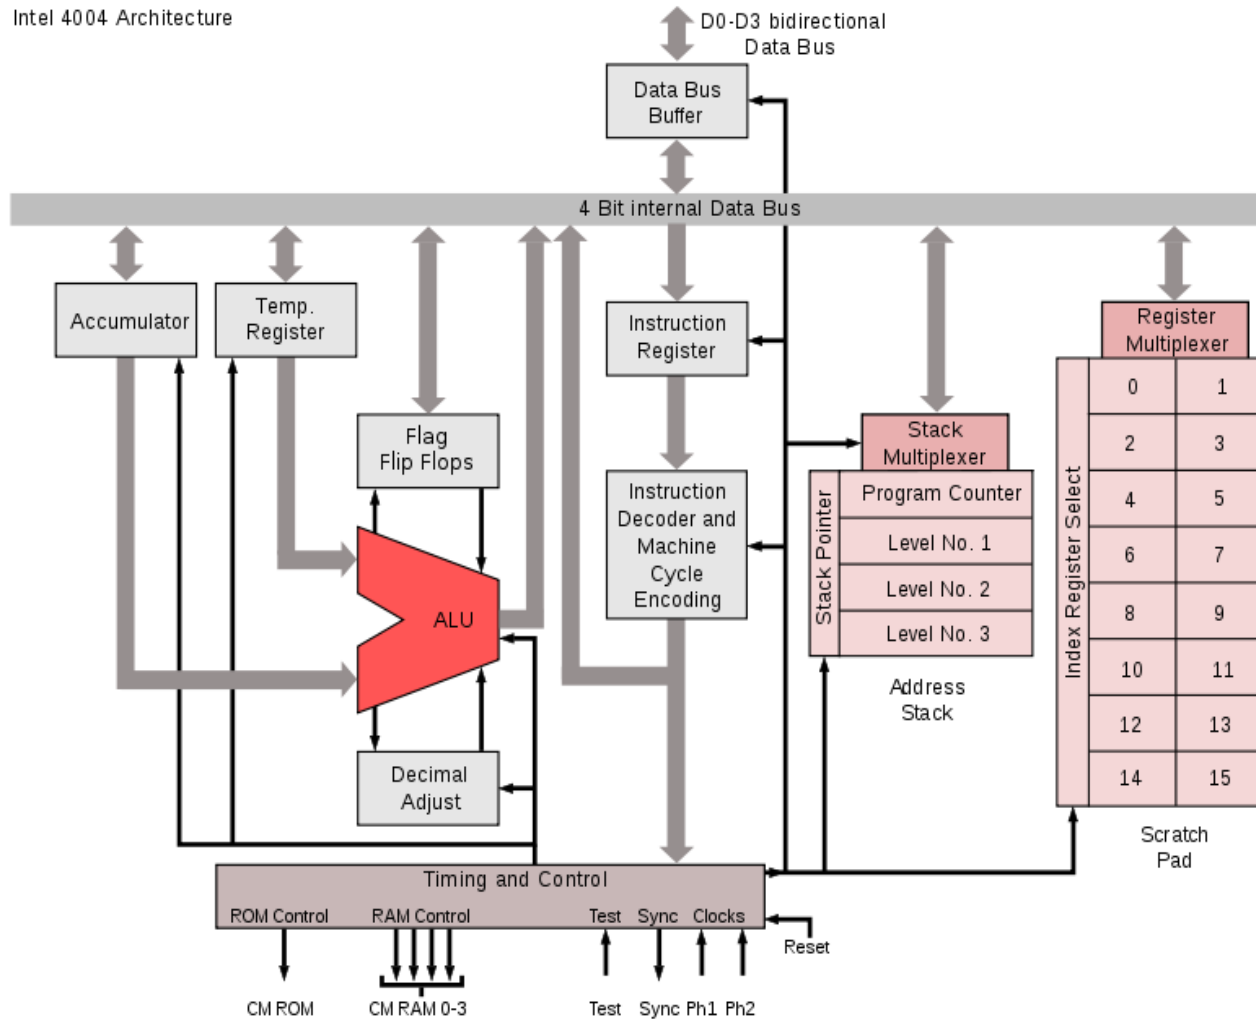 Intel 4004 Architecture
D0-D3 bidirectional
Data Bus
Data Bus
Buffer
4 Bit internal Data Bus
Accumulator
Temp.
Register
Instruction
Register
Register
Multiplexer
Flag
Flip Flops
Stack
Multiplexer
Instruction
Decoder and
Machine
Cycle
Encoding
Stack Pointer
Program Counter
Level No. 1
Level No. 2
Level No. 3
Address
Stack
Index Register Select
0 1
2 3
4 5
6 7
8 9
10 11
12 13
14 15
Scratch
Pad
ALU
Decimal
Adjust
Timing and Control
ROM Control RAM Control Test Sync Clocks
Reset
CM ROM CM RAM 0-3 Test Sync Ph1 Ph2